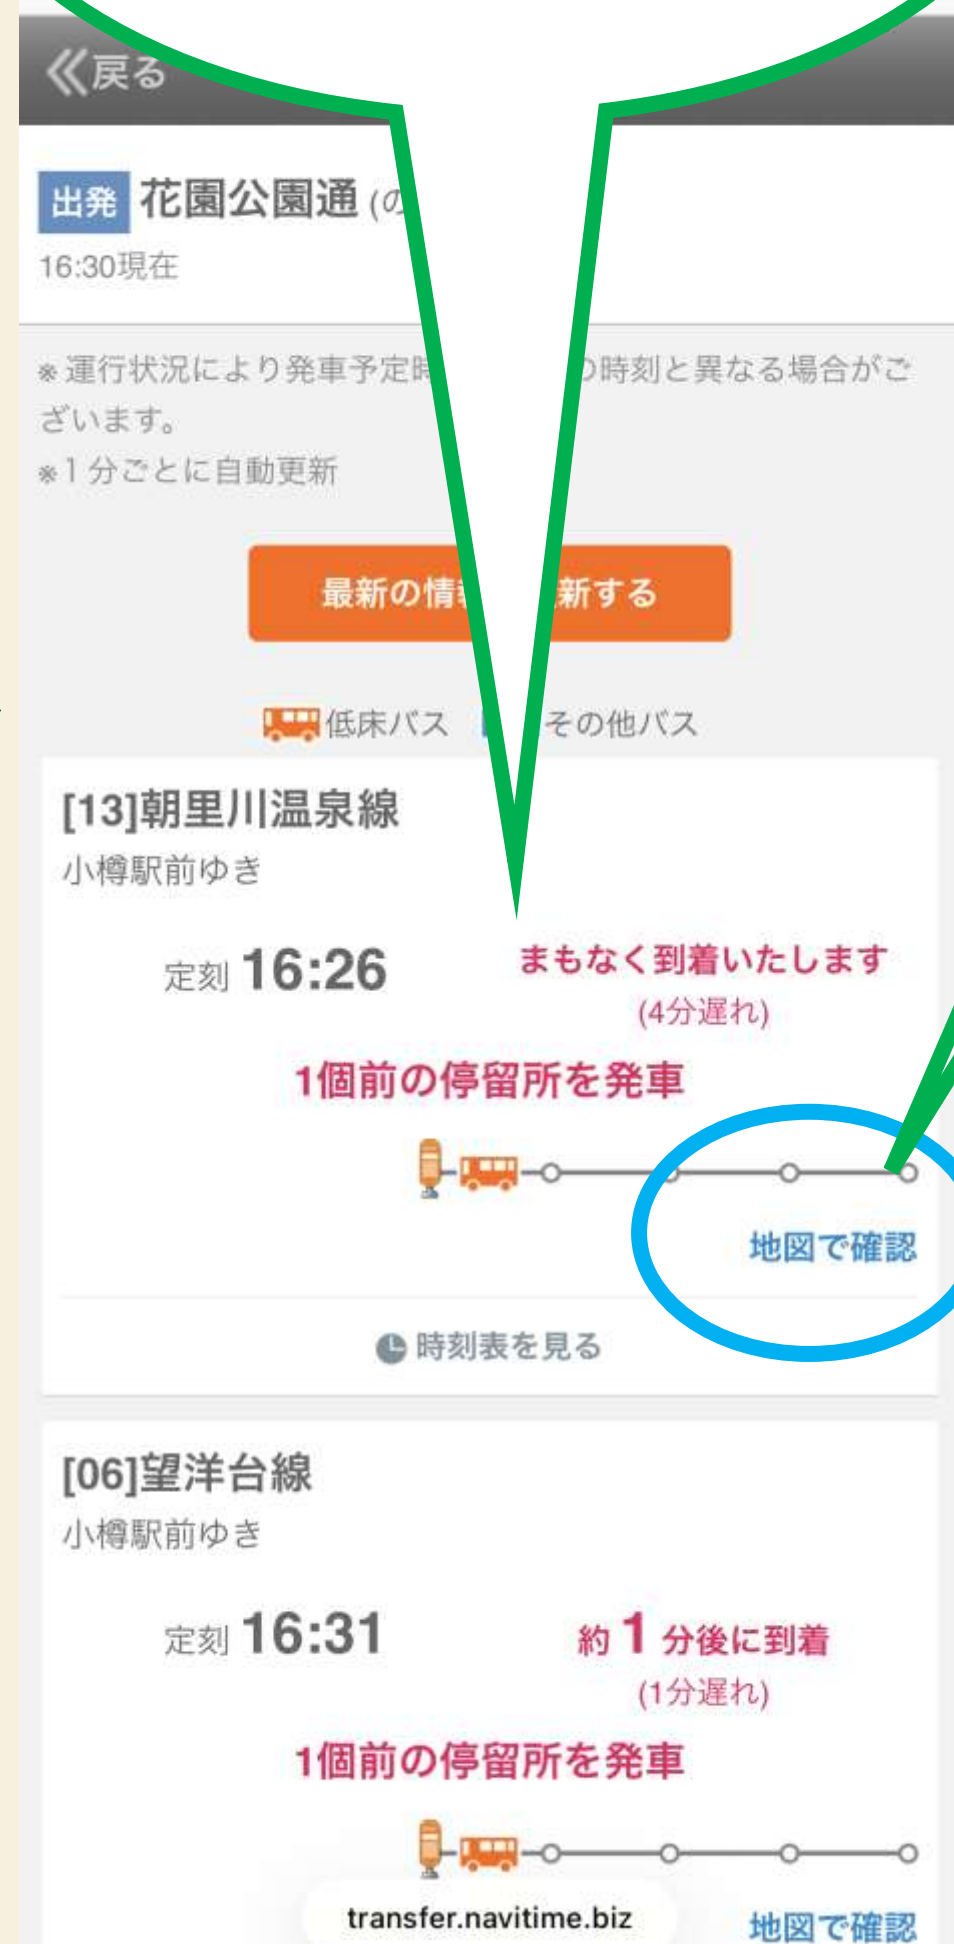 《戻る
出発 花園公園通 (の
16:30現在
※運行状況により発車予定時 の時刻と異なる場合がご
ざいます。
※1分ごとに自動更新
最新の情 新する
低床バス その他バス
[13]朝里川温泉線
小樽駅前ゆき
定刻 16:26 まもなく到着いたします
(4分遅れ)
1個前の停留所を発車
地図で確認
時刻表を見る
[06]望洋台線
小樽駅前ゆき
定刻 16:31 約 1 分後に到着
(1分遅れ)
1個前の停留所を発車
transfer.navitime.biz 地図で確認